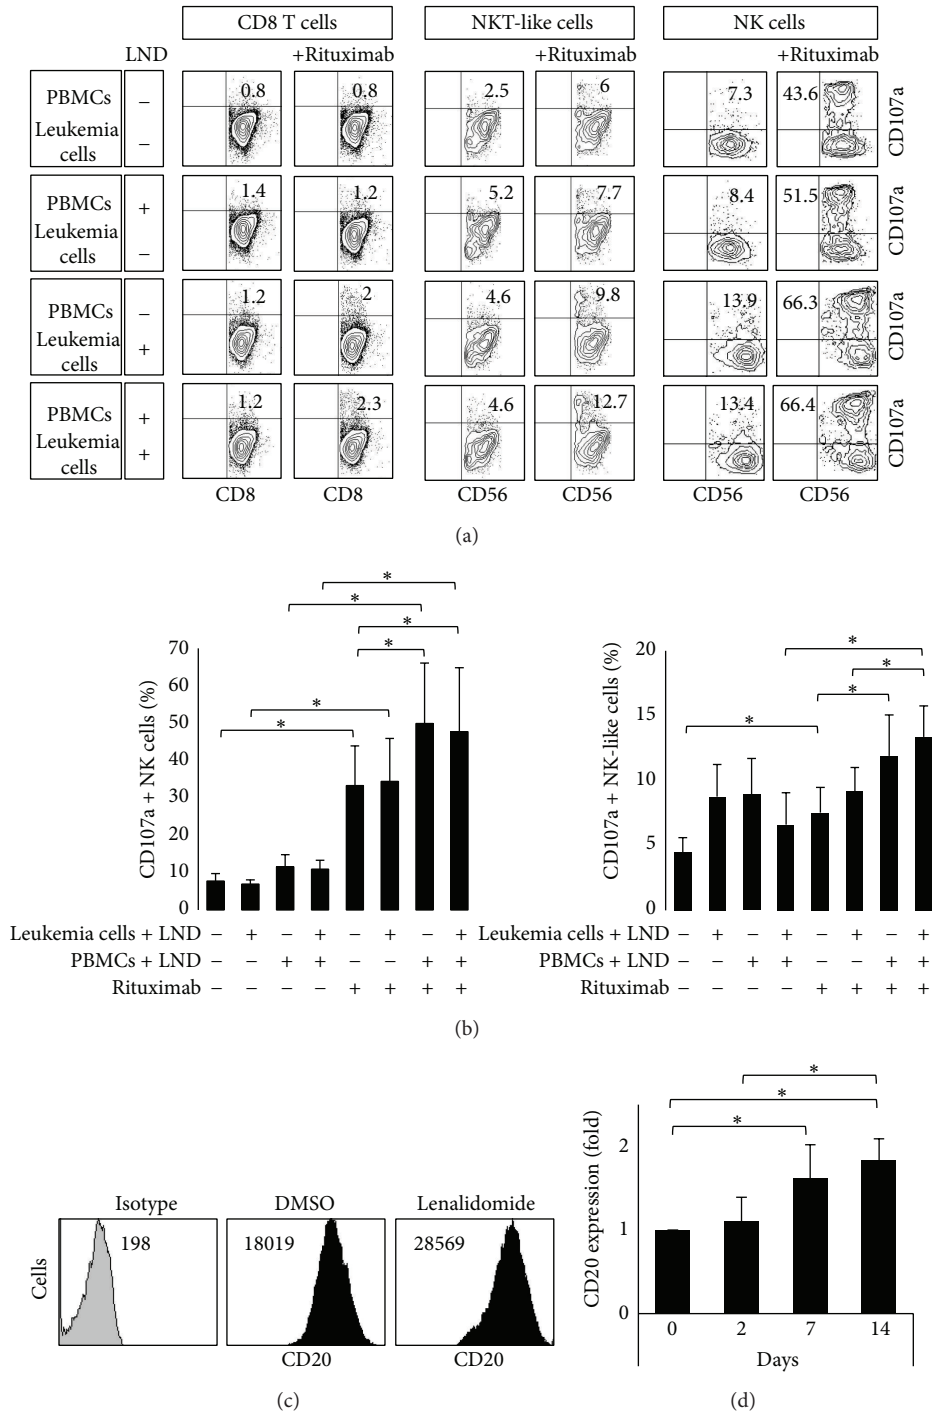 CD8 T cells NKT-like cells NK cells
LND +Rituximab +Rituximab +Rituximab
PBMCs − 0.8 0.8 2.5 6 7.3 43.6 CD107a
Leukemia
cells −
PBMCs + 1.4 1.2 5.2 7.7 8.4 51.5 CD107a
Leukemia
cells −
PBMCs − 1.2 2 4.6 9.8 13.9 66.3 CD107a
Leukemia +
cells
PBMCs + 1.2 2.3 4.6 12.7 13.4 66.4 CD107a
Leukemia
cells +
CD8 CD8 CD56 CD56 CD56 CD56
(a)
CD107a + NK cells (%)
70
60
50
40
30
20
10
0
* * * * * *
Leukemia cells + LND − + − + − + − +
PBMCs + LND − − + + − − + +
Rituximab − − − − + + + +
CD107a + NK-like cells (%)
20
15
10
5
0
* * * *
Leukemia cells + LND − + − + − + − +
PBMCs + LND − − + + − − + +
Rituximab − − − − + + + +
(b)
Isotype DMSO Lenalidomide
198 18019 28569
Cells
CD20 CD20
(c)
* * *
CD20 expression (fold)
2
1
0
0 2 7 14
Days
(d)